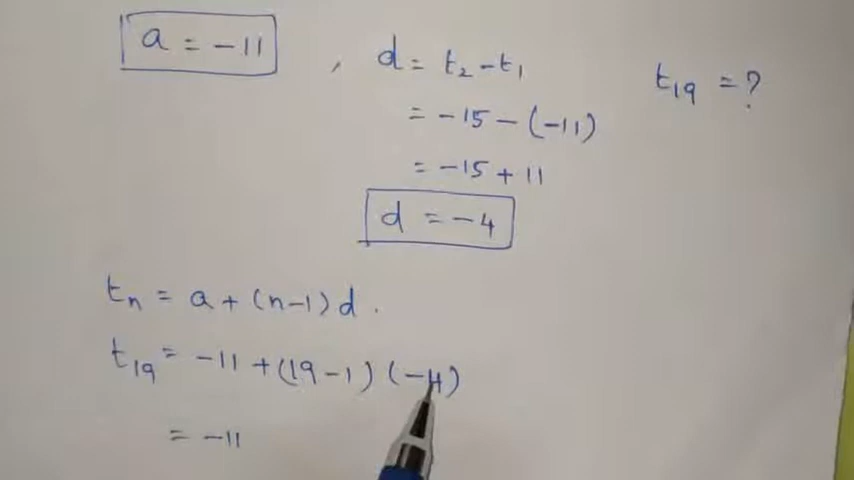 a = -11 , d = t₂ - t₁ t₁₉ = ?
= -15 - (-11)
= -15 + 11
d = -4
tₙ = a + (n-1) d .
t₁₉ = -11 + (19 - 1) (-4)
= -11